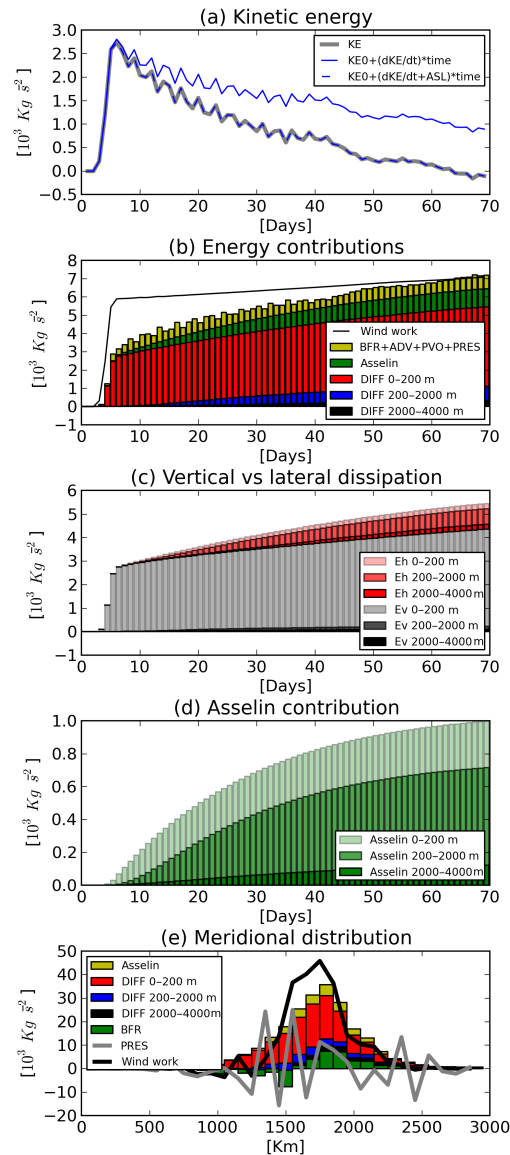 (a) Kinetic energy
3.0
2.5
2.0
1.5
1.0
0.5
0.0
−0.5
[10³ Kg s̄²]
KE
KE0+(dKE/dt)*time
KE0+(dKE/dt+ASL)*time
0 10 20 30 40 50 60 70
[Days]
(b) Energy contributions
8
7
6
5
4
3
2
1
0
−1
[10³ Kg s̄²]
Wind work
BFR+ADV+PVO+PRES
Asselin
DIFF 0–200 m
DIFF 200–2000 m
DIFF 2000–4000 m
0 10 20 30 40 50 60 70
[Days]
(c) Vertical vs lateral dissipation
6
5
4
3
2
1
0
−1
[10³ Kg s̄²]
Eh 0–200 m
Eh 200–2000 m
Eh 2000–4000m
Ev 0–200 m
Ev 200–2000 m
Ev 2000–4000m
0 10 20 30 40 50 60 70
[Days]
(d) Asselin contribution
1.0
0.8
0.6
0.4
0.2
0.0
[10³ Kg s̄²]
Asselin 0–200 m
Asselin 200–2000 m
Asselin 2000–4000m
0 10 20 30 40 50 60 70
[Days]
(e) Meridional distribution
50
40
30
20
10
0
−10
−20
[10³ Kg s̄²]
Asselin
DIFF 0–200 m
DIFF 200–2000 m
DIFF 2000–4000m
BFR
PRES
Wind work
0 500 1000 1500 2000 2500 3000
[Km]